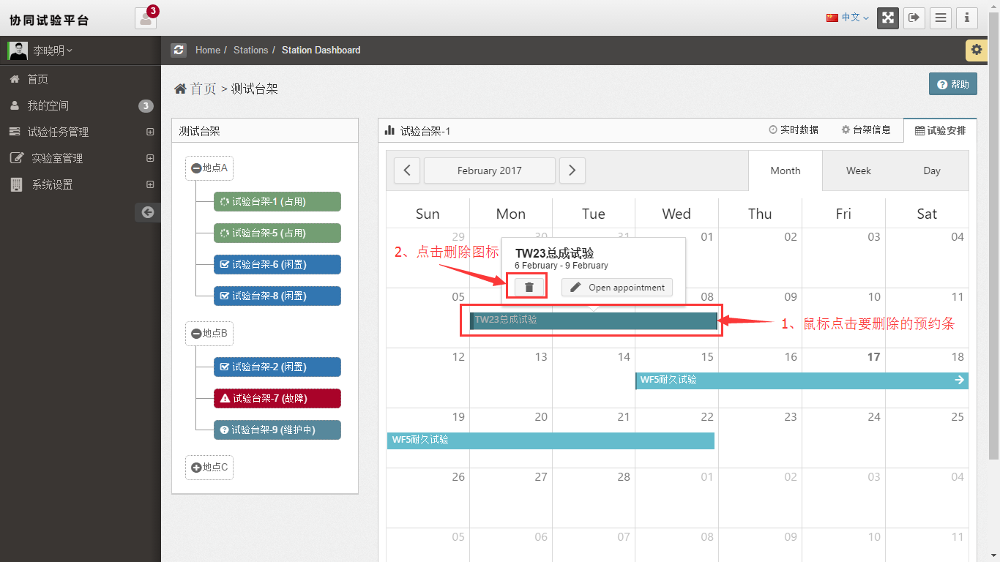 协同试验平台
3
中文
李晓明
Home / Stations / Station Dashboard
首页
我的空间
3
试验任务管理
实验室管理
系统设置
首页 > 测试台架
帮助
测试台架
地点A
试验台架-1 (占用)
试验台架-5 (占用)
试验台架-6 (闲置)
试验台架-8 (闲置)
地点B
试验台架-2 (闲置)
试验台架-7 (故障)
试验台架-9 (维护中)
地点C
试验台架-1
实时数据
台架信息
试验安排
February 2017
Month Week Day
Sun Mon Tue Wed Thu Fri Sat
29 30 31 01 02 03 04
2、点击删除图标
TW23总成试验
6 February - 9 February
Open appointment
05 08 09 10 11
TW23总成试验
1、鼠标点击要删除的预约条
12 13 14 15 16 17 18
WF5耐久试验
19 20 21 22 23 24 25
WF5耐久试验
26 27 28 01 02 03 04
05 06 07 08 09 10 11